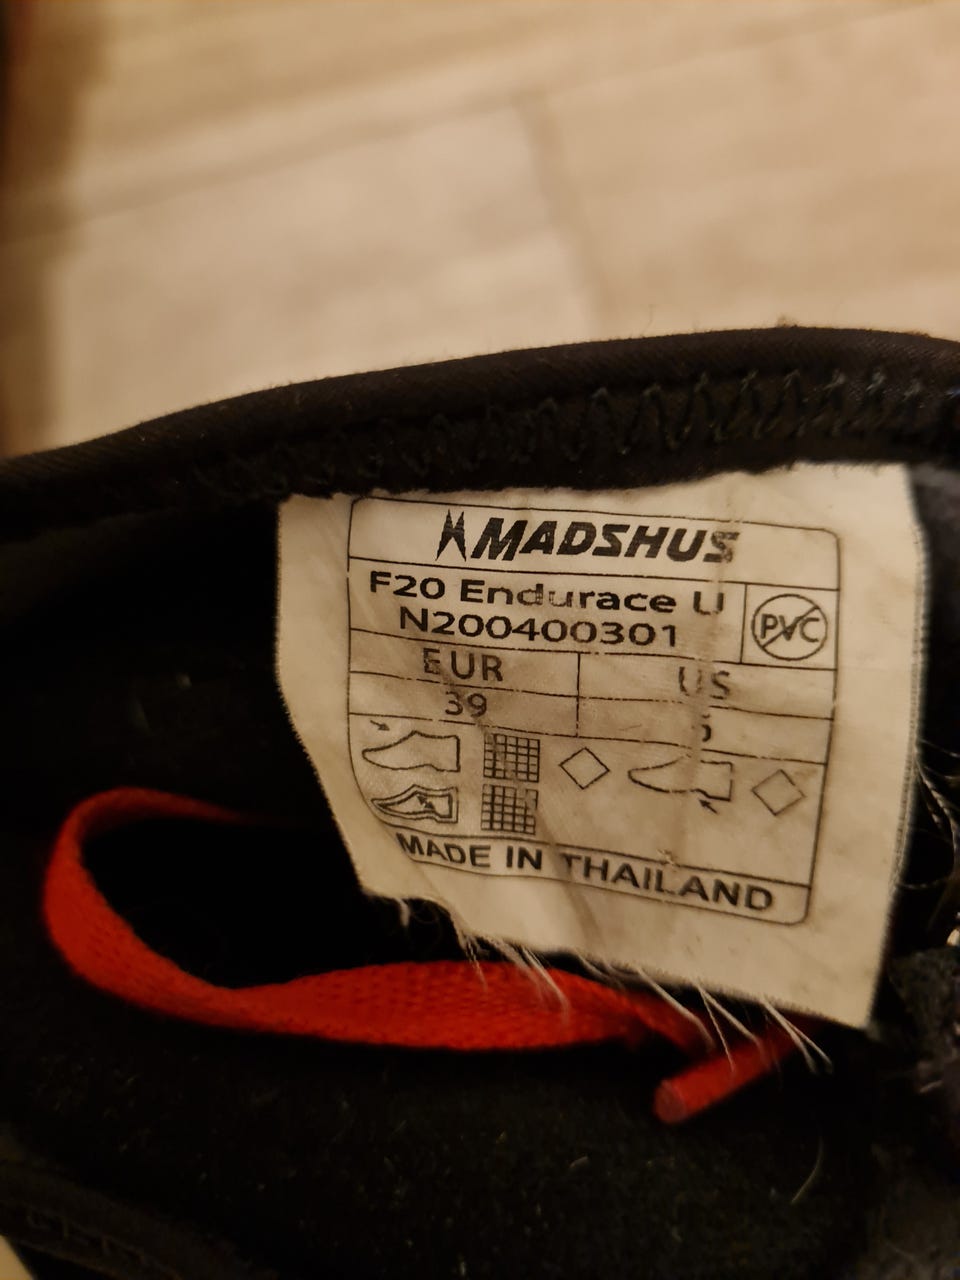 MADSHUS
F20 Endurace U
N200400301
PVC
EUR US
39
MADE IN THAILAND